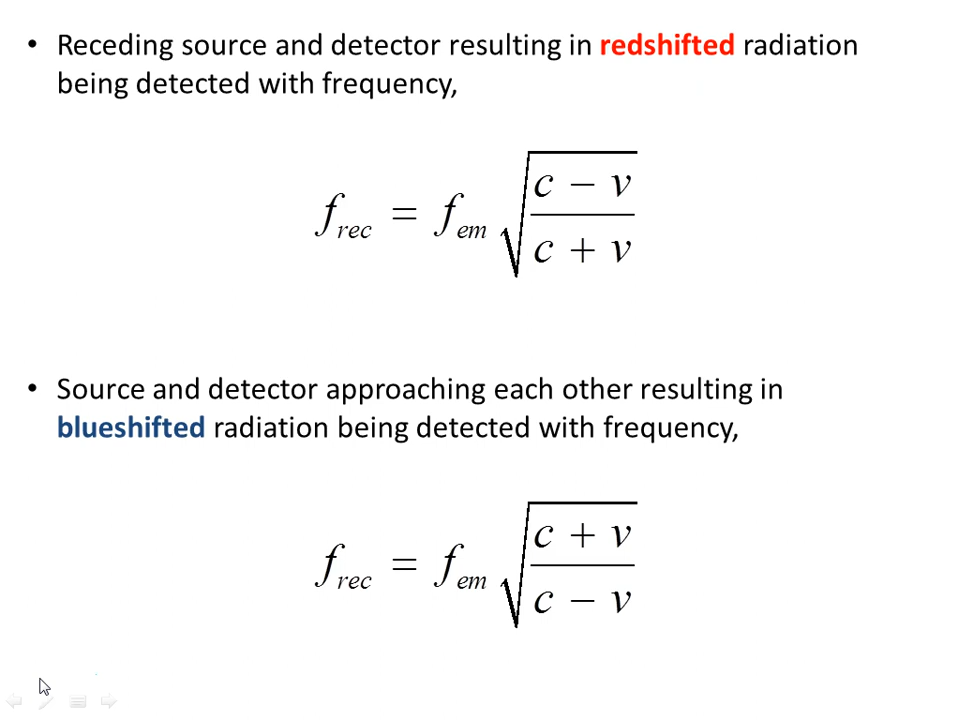 • Receding source and detector resulting in redshifted radiation
being detected with frequency,
f_rec = f_em √((c − v)/(c + v))
• Source and detector approaching each other resulting in
blueshifted radiation being detected with frequency,
f_rec = f_em √((c + v)/(c − v))